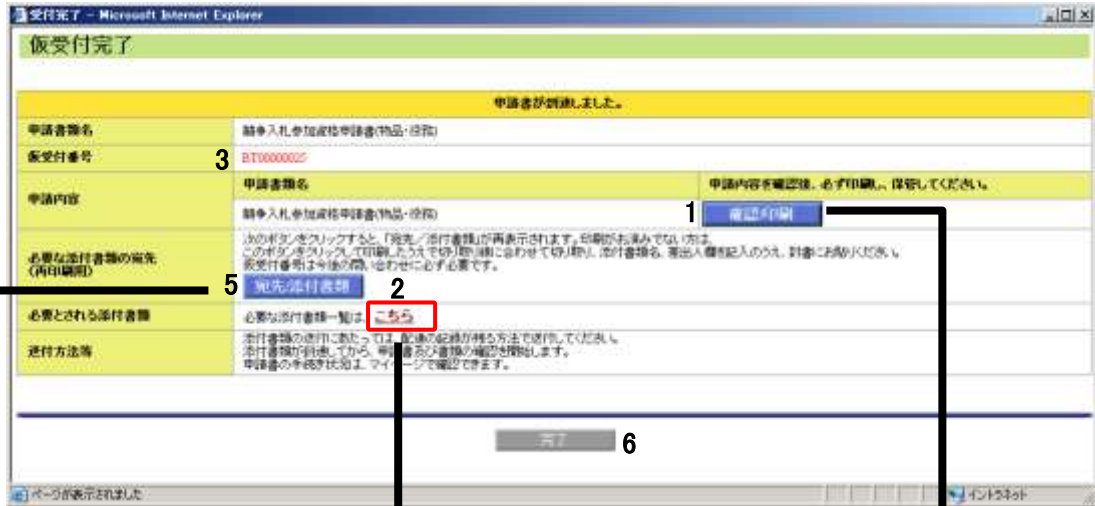 受付完了 - Microsoft Internet Explorer
仮受付完了
申請書が到達しました。
申請書類名
競争入札参加資格申請書(物品・役務)
仮受付番号
3
BT00000025
申請内容
申請書類名
申請内容を確認後、必ず印刷し、保管してください。
競争入札参加資格申請書(物品・役務)
1
確認印刷
必要な添付書類の宛先
(再印刷用)
次のボタンをクリックすると、「宛先/添付書類」が再表示されます。印刷がお済みでない方は、
このボタンをクリックして印刷したうえで切り取り線に合わせて切り取り、添付書類名、差出人欄を記入のうえ、封書にお貼りください。
仮受付番号は今後の問い合わせに必ず必要です。
5
宛先/添付書類
2
必要とされる添付書類
必要な添付書類一覧は、こちら
送付方法等
添付書類の送付にあたっては、配達の記録が残る方法で送付してください。
添付書類が到達してから、申請書及び書類の確認を開始します。
申請書の手続き状況は、マイページで確認できます。
完了
6
ページが表示されました
イントラネット